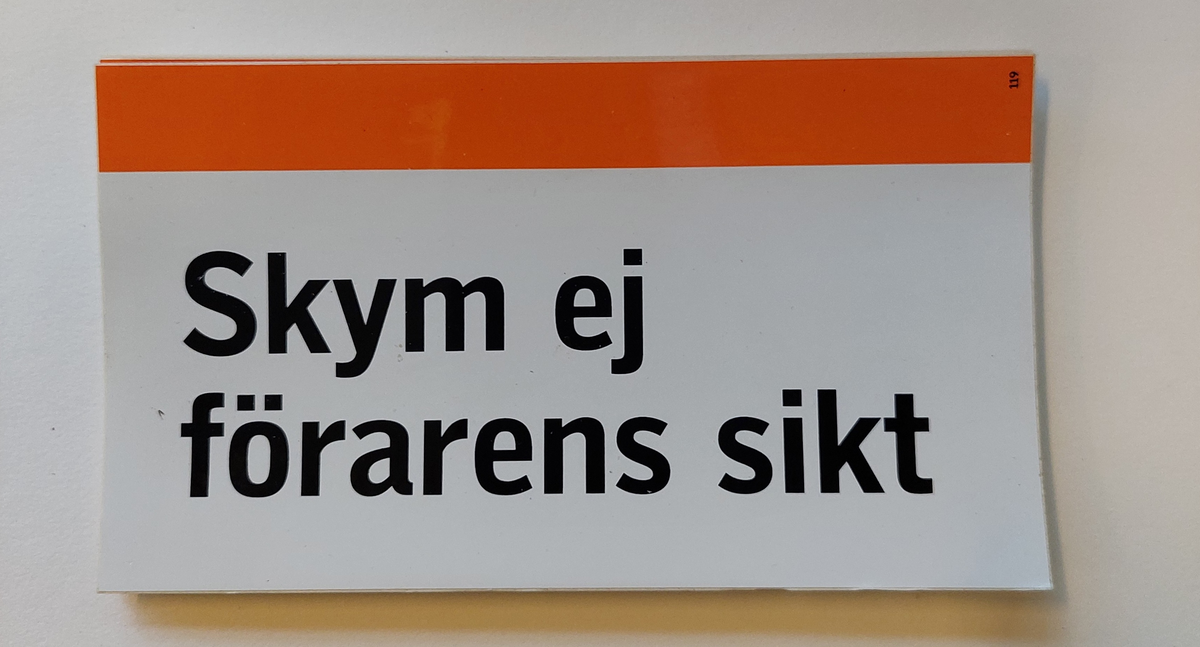 119
Skym ej
förarens sikt